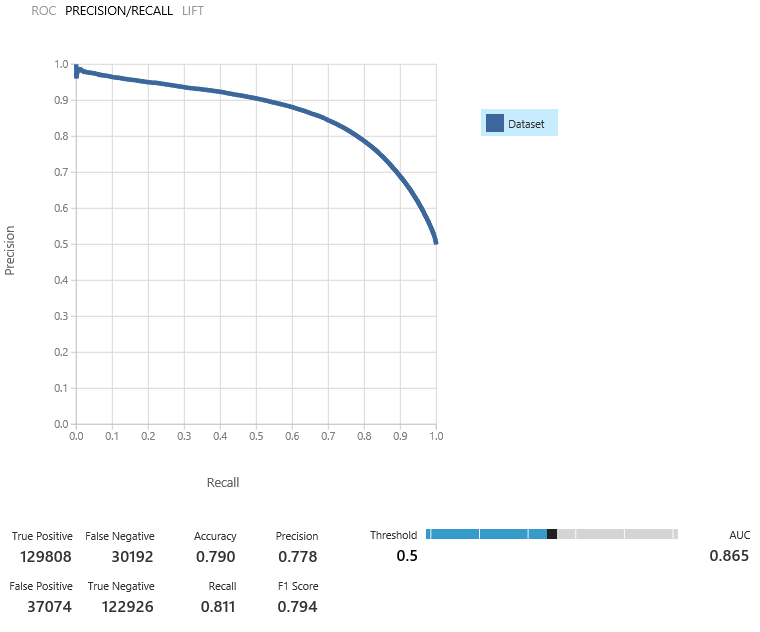 ROC PRECISION/RECALL LIFT
1.0
0.9
0.8
0.7
0.6
0.5
0.4
0.3
0.2
0.1
0.0
Precision
0.0 0.1 0.2 0.3 0.4 0.5 0.6 0.7 0.8 0.9 1.0
Recall
Dataset
True Positive False Negative Accuracy Precision Threshold AUC
129808 30192 0.790 0.778 0.5 0.865
False Positive True Negative Recall F1 Score
37074 122926 0.811 0.794